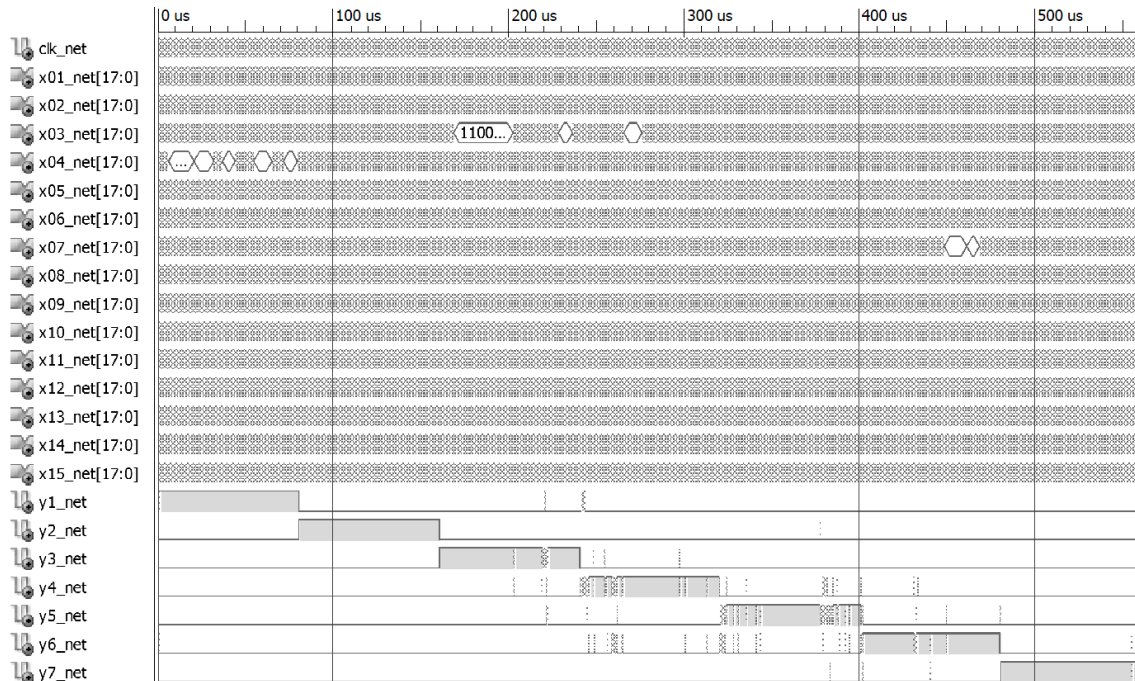 0 us 100 us 200 us 300 us 400 us 500 us
clk_net
x01_net[17:0]
x02_net[17:0]
x03_net[17:0] 1100...
x04_net[17:0] ...
x05_net[17:0]
x06_net[17:0]
x07_net[17:0]
x08_net[17:0]
x09_net[17:0]
x10_net[17:0]
x11_net[17:0]
x12_net[17:0]
x13_net[17:0]
x14_net[17:0]
x15_net[17:0]
y1_net
y2_net
y3_net
y4_net
y5_net
y6_net
y7_net